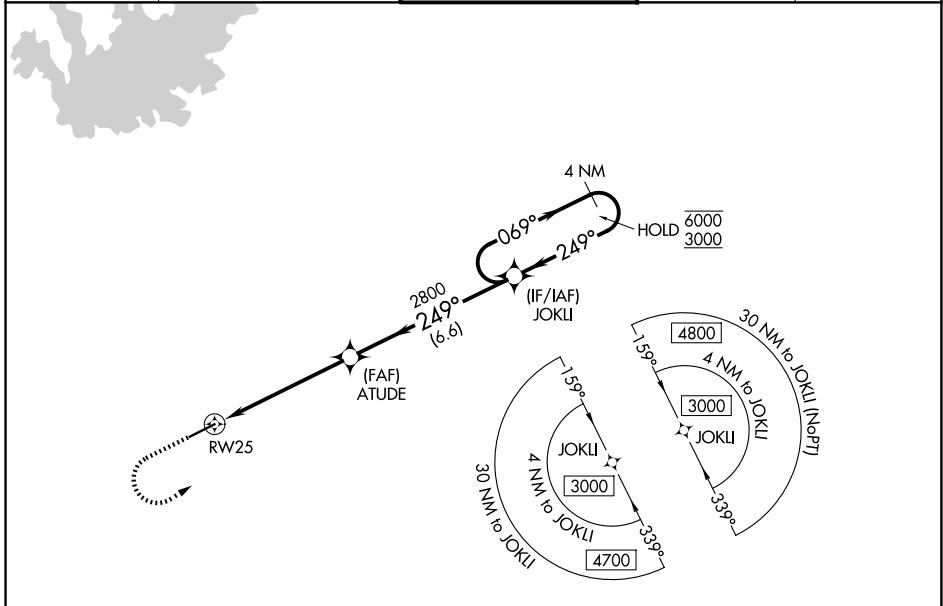 4 NM
069°
HOLD 6000
3000
249°
(IF/IAF)
JOKLI
2800
249°
(6.6)
(FAF)
ATUDE
RW25
159°
4800
30 NM to JOKLI (NoPT)
4 NM to JOKLI
3000
JOKLI
339°
159°
JOKLI
3000
4 NM to JOKLI
30 NM to JOKLI
339°
4700